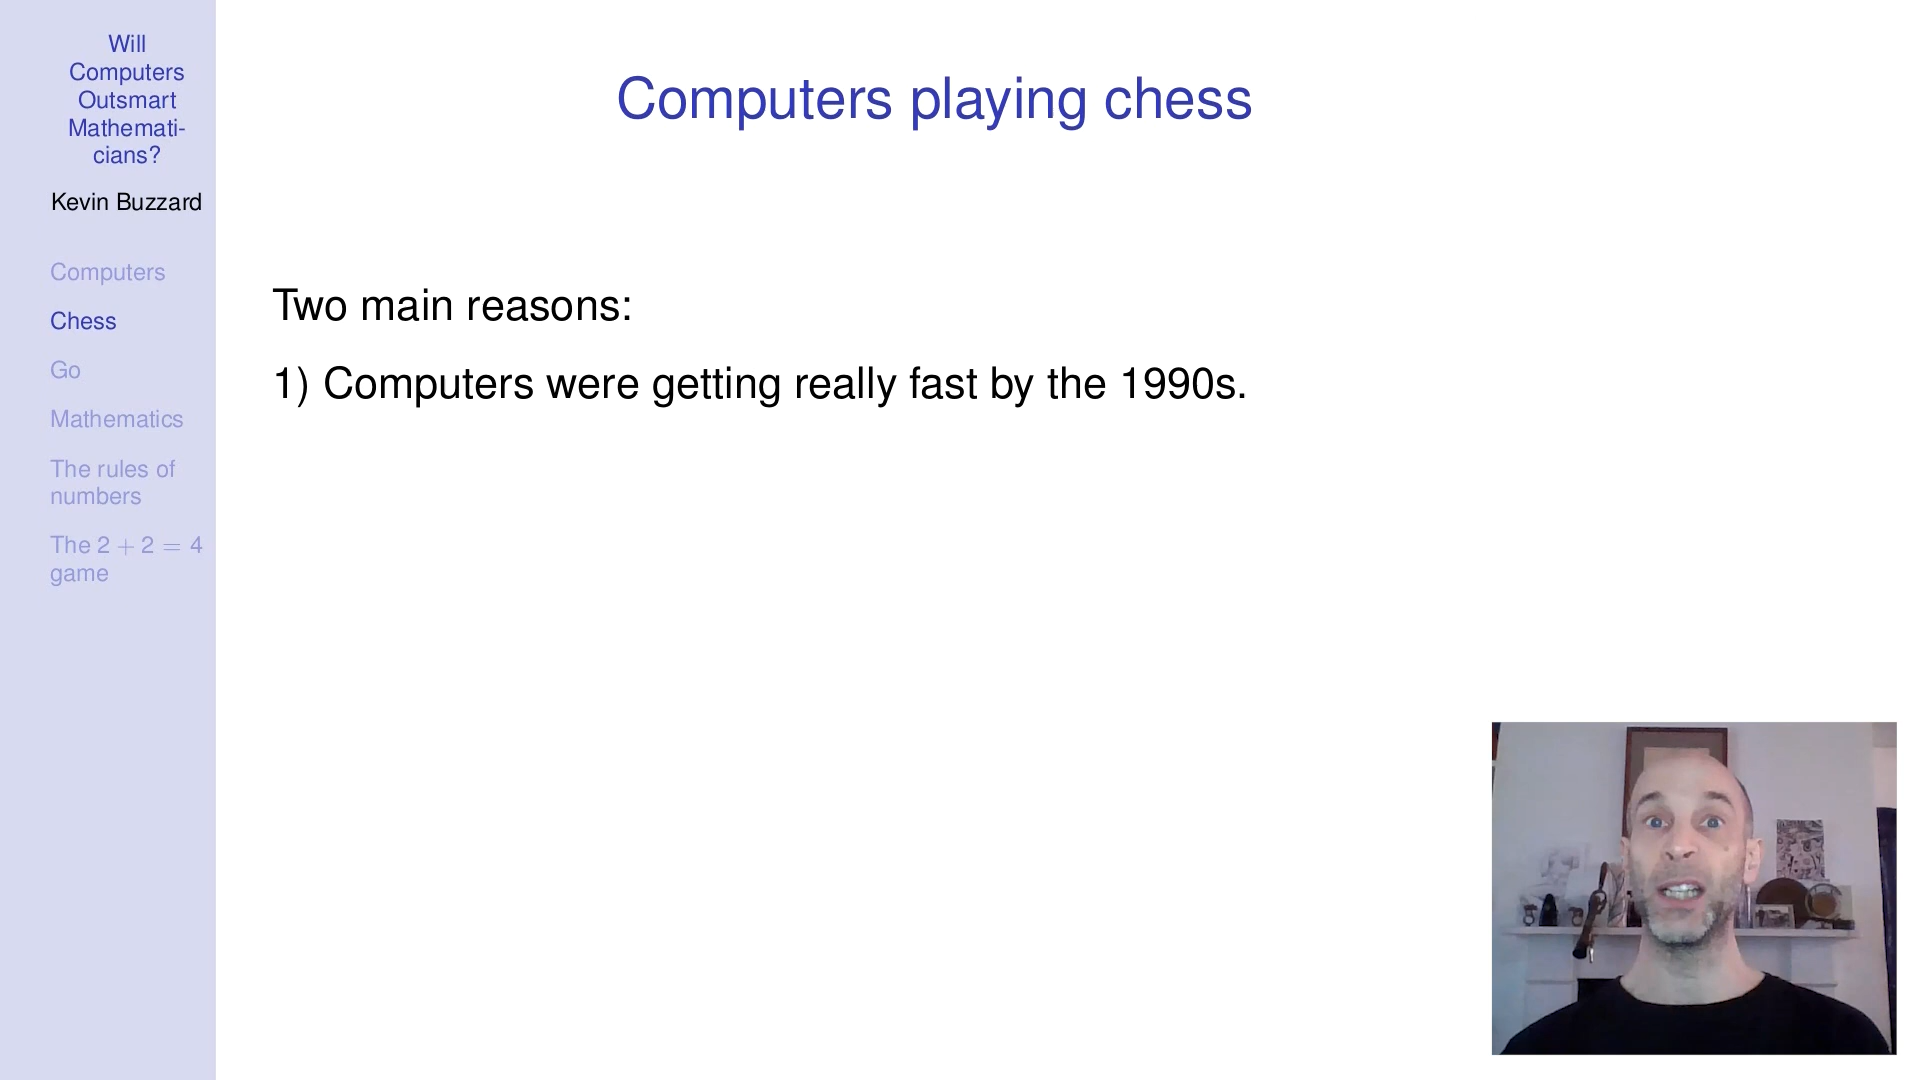 Will
Computers
Outsmart
Mathemati-
cians?
Kevin Buzzard
Computers
Chess
Go
Mathematics
The rules of
numbers
The 2 + 2 = 4
game
Computers playing chess
Two main reasons:
1) Computers were getting really fast by the 1990s.